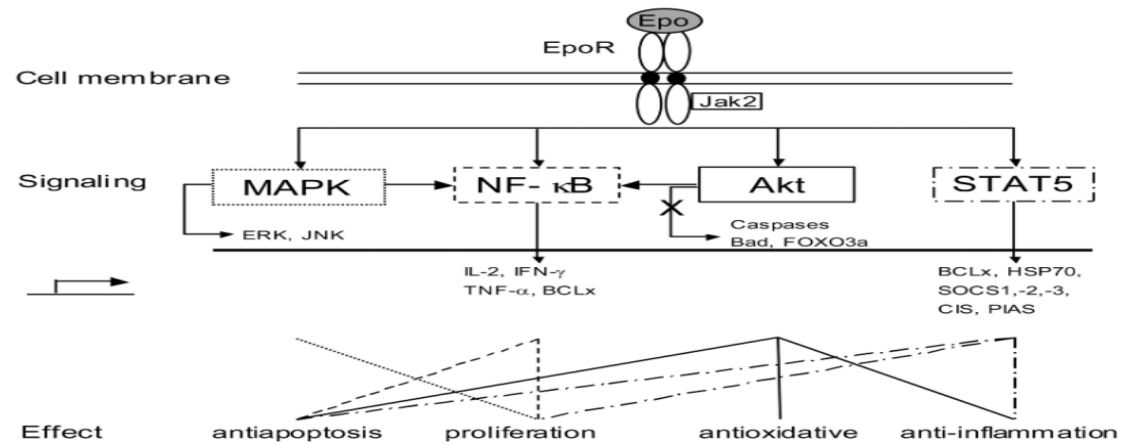 Epo
EpoR
Cell membrane
Jak2
Signaling
MAPK
NF-κB
Akt
STAT5
ERK, JNK
Caspases
Bad, FOXO3a
IL-2, IFN-γ
TNF-α, BCLx
BCLx, HSP70,
SOCS1,-2,-3,
CIS, PIAS
Effect antiapoptosis proliferation antioxidative anti-inflammation